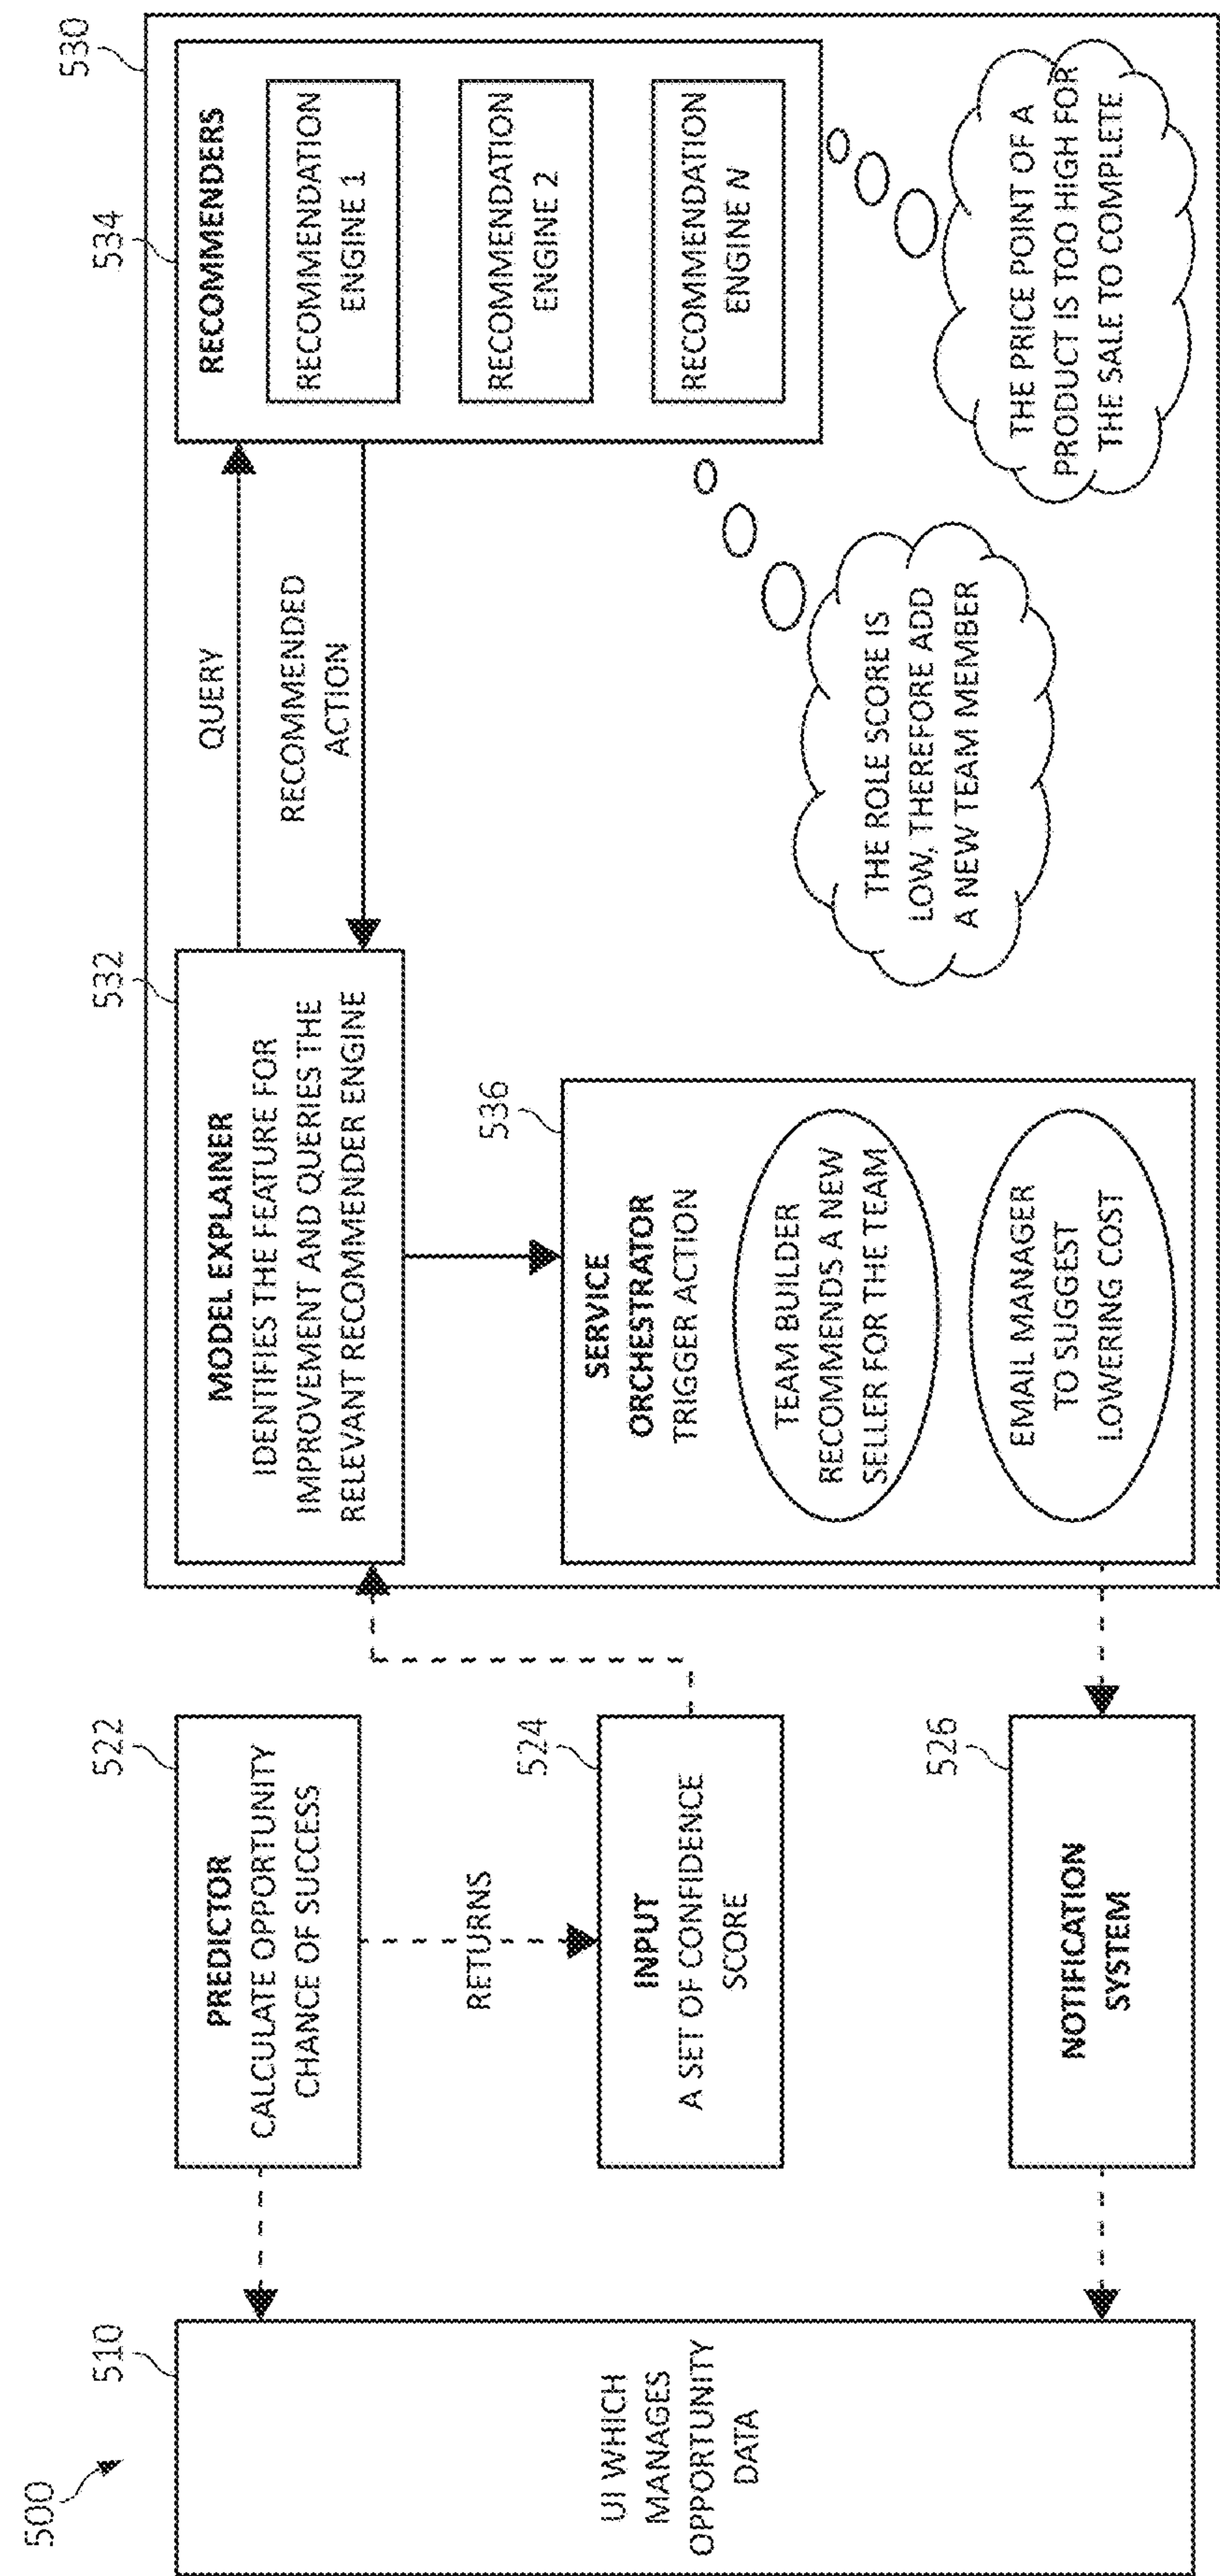 500
510
UI WHICH
MANAGES
OPPORTUNITY
DATA
522
PREDICTOR
CALCULATE OPPORTUNITY
CHANCE OF SUCCESS
RETURNS
524
INPUT
A SET OF CONFIDENCE
SCORE
526
NOTIFICATION
SYSTEM
530
532
MODEL EXPLAINER
IDENTIFIES THE FEATURE FOR
IMPROVEMENT AND QUERIES THE
RELEVANT RECOMMENDER ENGINE
QUERY
RECOMMENDED
ACTION
534
RECOMMENDERS
RECOMMENDATION
ENGINE 1
RECOMMENDATION
ENGINE 2
RECOMMENDATION
ENGINE N
536
SERVICE
ORCHESTRATOR
TRIGGER ACTION
TEAM BUILDER
RECOMMENDS A NEW
SELLER FOR THE TEAM
EMAIL MANAGER
TO SUGGEST
LOWERING COST
THE ROLE SCORE IS
LOW, THEREFORE ADD
A NEW TEAM MEMBER
THE PRICE POINT OF A
PRODUCT IS TOO HIGH FOR
THE SALE TO COMPLETE